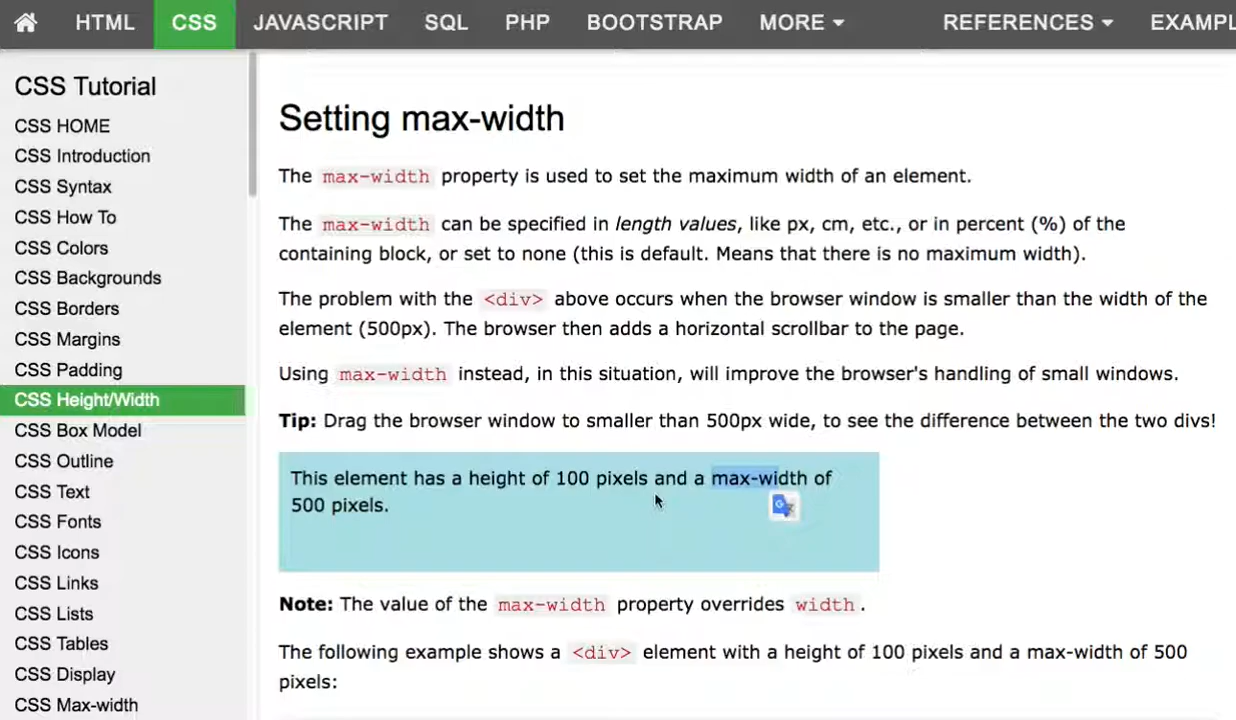 HTML CSS JAVASCRIPT SQL PHP BOOTSTRAP MORE REFERENCES EXAMPL
CSS Tutorial
CSS HOME
CSS Introduction
CSS Syntax
CSS How To
CSS Colors
CSS Backgrounds
CSS Borders
CSS Margins
CSS Padding
CSS Height/Width
CSS Box Model
CSS Outline
CSS Text
CSS Fonts
CSS Icons
CSS Links
CSS Lists
CSS Tables
CSS Display
CSS Max-width
Setting max-width
The max-width property is used to set the maximum width of an element.
The max-width can be specified in length values, like px, cm, etc., or in percent (%) of the
containing block, or set to none (this is default. Means that there is no maximum width).
The problem with the <div> above occurs when the browser window is smaller than the width of the
element (500px). The browser then adds a horizontal scrollbar to the page.
Using max-width instead, in this situation, will improve the browser's handling of small windows.
Tip: Drag the browser window to smaller than 500px wide, to see the difference between the two divs!
This element has a height of 100 pixels and a max-width of
500 pixels.
Note: The value of the max-width property overrides width.
The following example shows a <div> element with a height of 100 pixels and a max-width of 500
pixels: